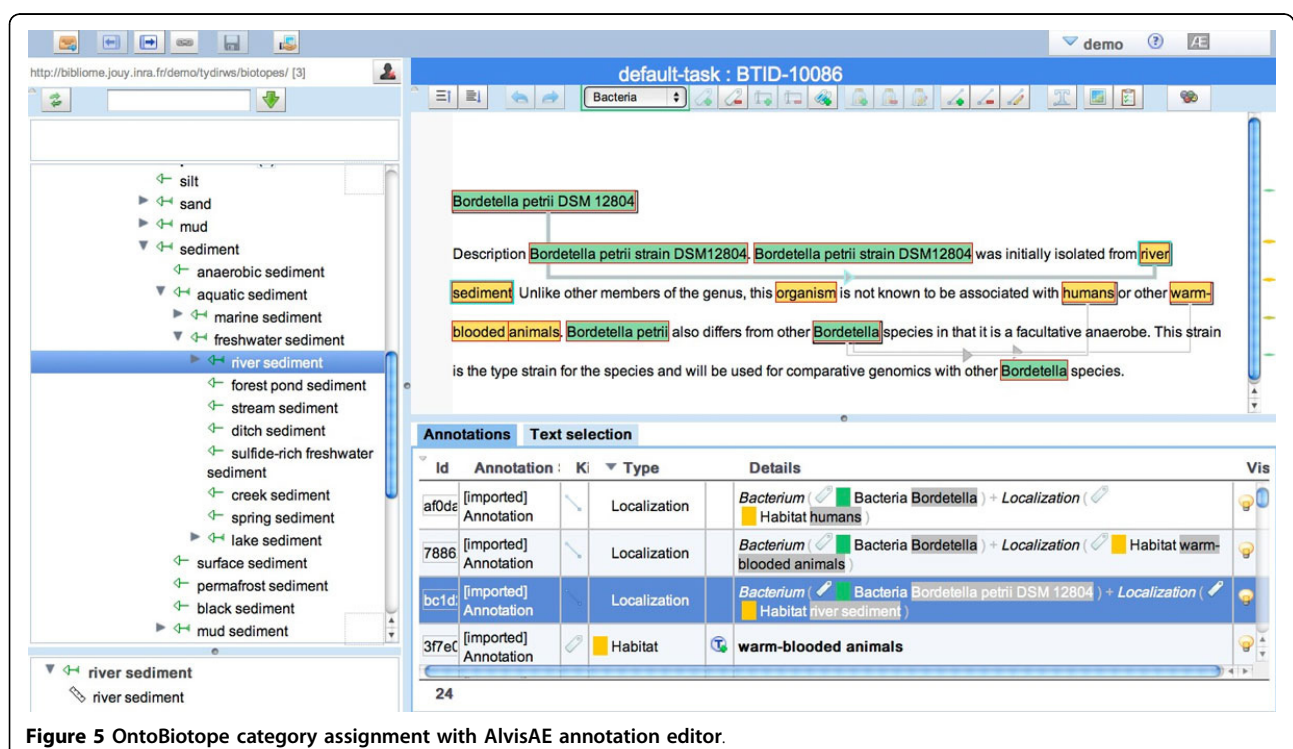 demo
http://bibliome.jouy.inra.fr/demo/tydirws/biotopes/ [3]
default-task : BTID-10086
Bacteria
silt
sand
mud
sediment
anaerobic sediment
aquatic sediment
marine sediment
freshwater sediment
river sediment
forest pond sediment
stream sediment
ditch sediment
sulfide-rich freshwater
sediment
creek sediment
spring sediment
lake sediment
surface sediment
permafrost sediment
black sediment
mud sediment
river sediment
river sediment
Bordetella petrii DSM 12804
Description Bordetella petrii strain DSM12804. Bordetella petrii strain DSM12804 was initially isolated from river
sediment. Unlike other members of the genus, this organism is not known to be associated with humans or other warm-
blooded animals. Bordetella petrii also differs from other Bordetella species in that it is a facultative anaerobe. This strain
is the type strain for the species and will be used for comparative genomics with other Bordetella species.
Annotations Text selection
Id Annotation Ki Type Details Vis
af0da [imported] Annotation Localization Bacterium ( Bacteria Bordetella ) + Localization (
Habitat humans )
7886 [imported] Annotation Localization Bacterium ( Bacteria Bordetella ) + Localization ( Habitat warm-
blooded animals )
bc1d [imported] Annotation Localization Bacterium ( Bacteria Bordetella petrii DSM 12804 ) + Localization (
Habitat river sediment )
3f7e0 [imported] Annotation Habitat T warm-blooded animals
24
Figure 5 OntoBiotope category assignment with AlvisAE annotation editor.